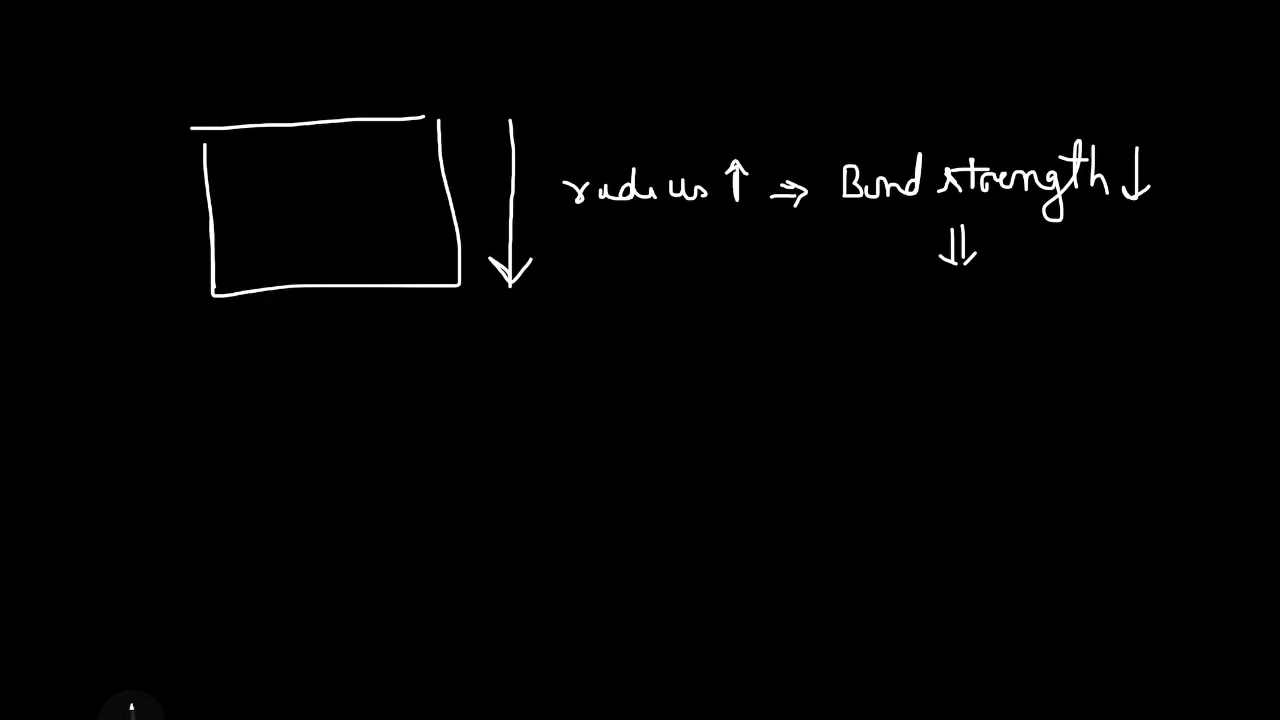 radius ↑ ⇒ Bond strength ↓
⇓